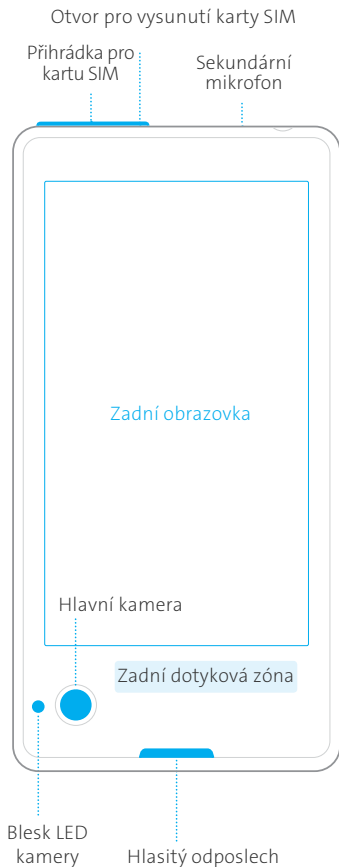 Otvor pro vysunutí karty SIM
Přihrádka pro
kartu SIM
Sekundární
mikrofon
Zadní obrazovka
Hlavní kamera
Zadní dotyková zóna
Blesk LED
kamery
Hlasitý odposlech